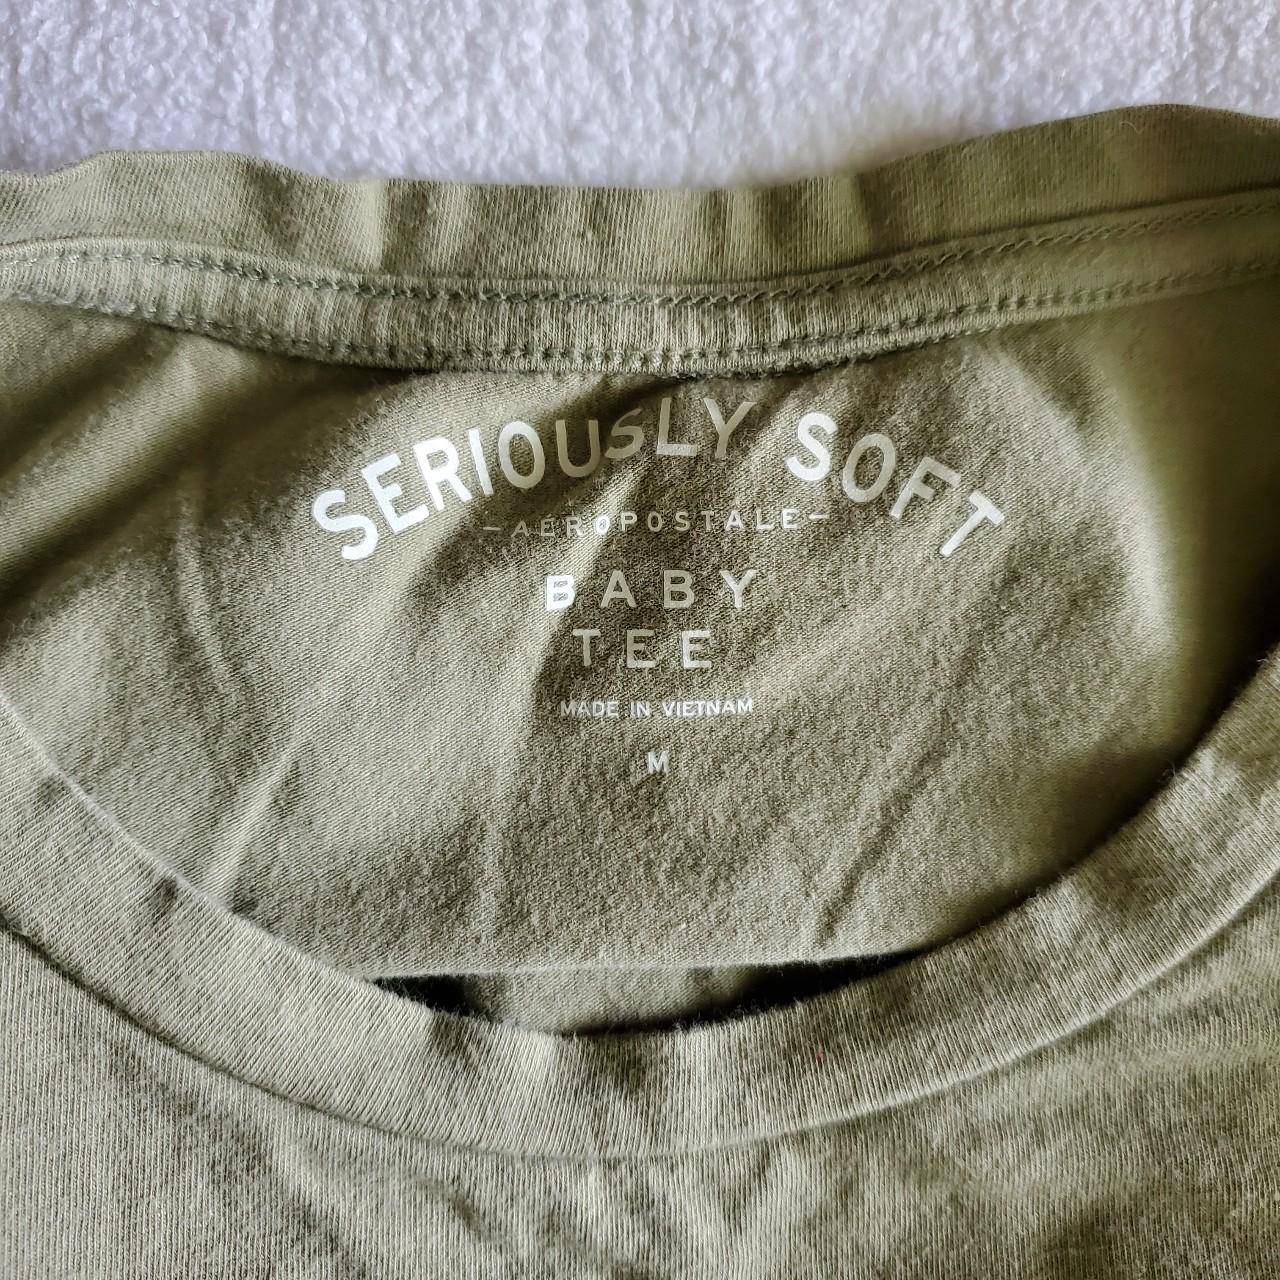 SERIOUSLY SOFT
-AEROPOSTALE-
BABY
TEE
MADE IN VIETNAM
M